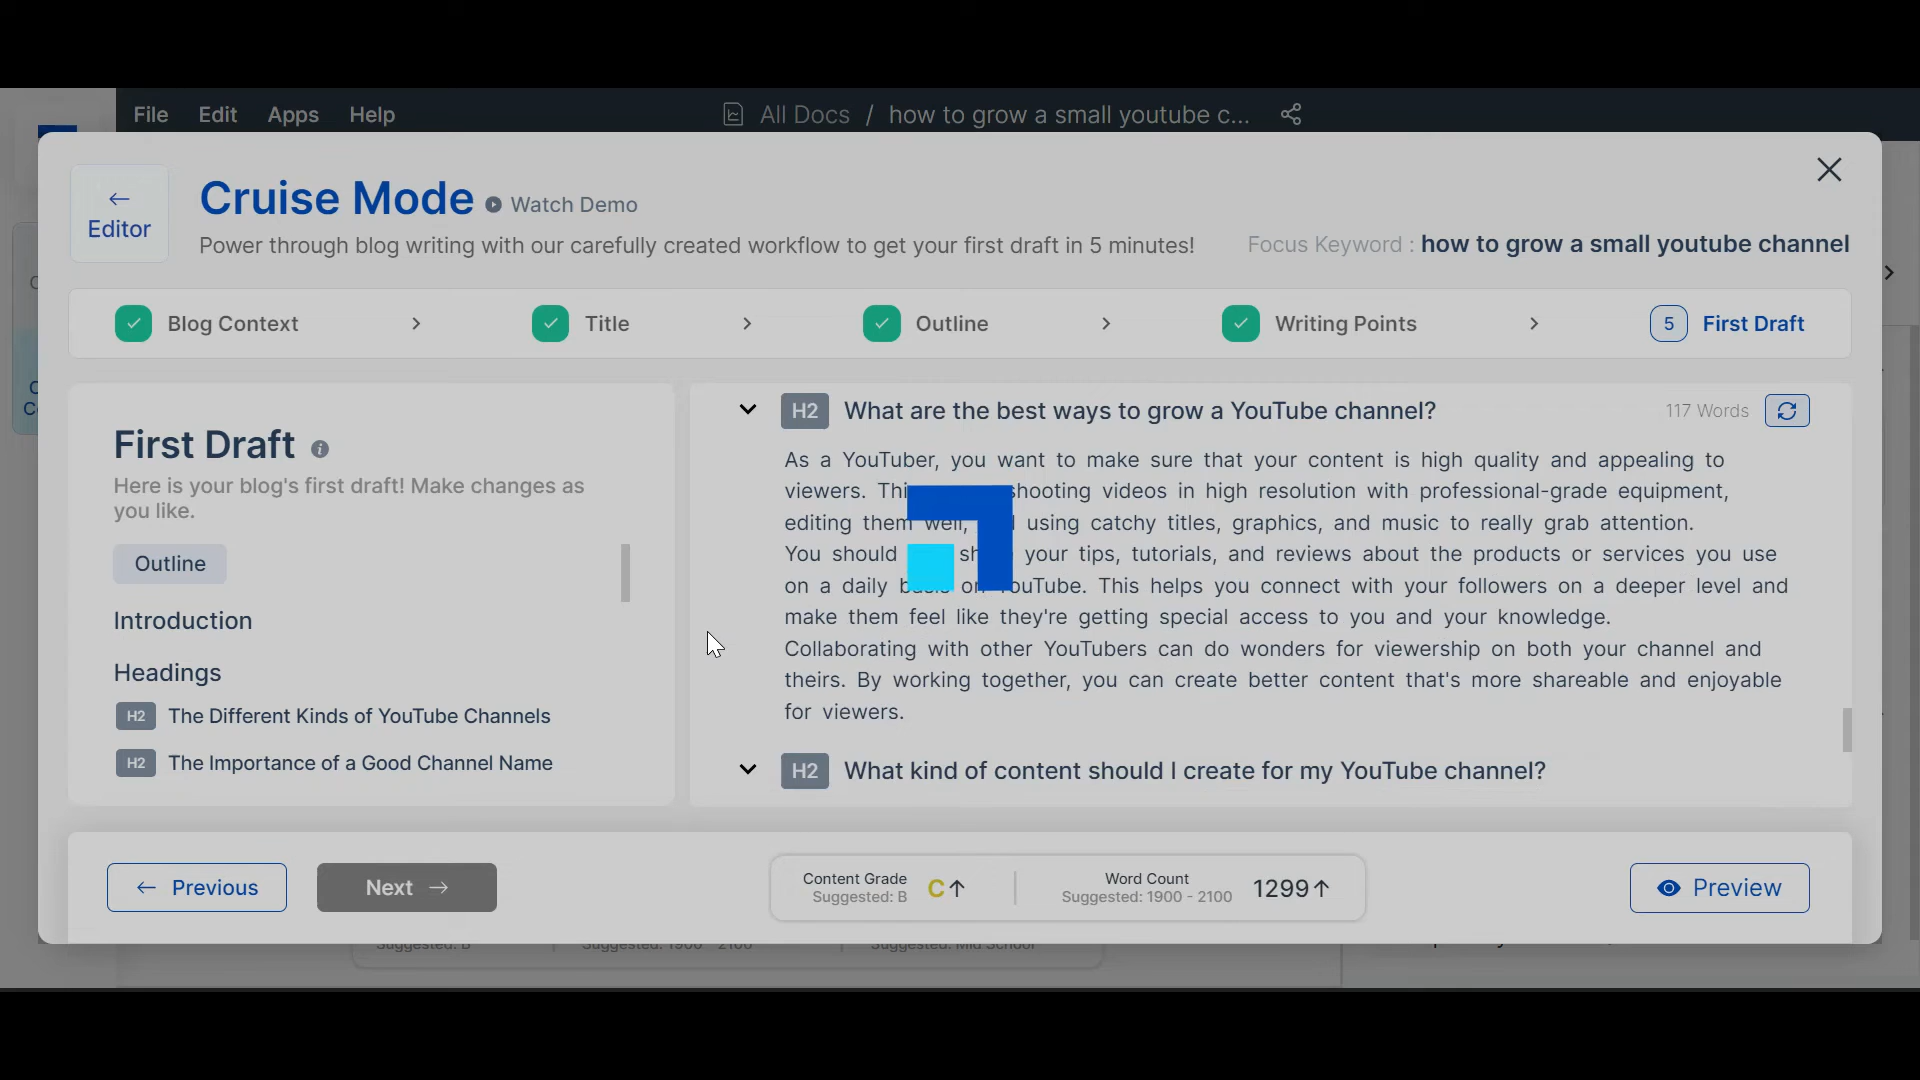 File Edit Apps Help
All Docs / how to grow a small youtube c...
← Editor
Cruise Mode
Watch Demo
Power through blog writing with our carefully created workflow to get your first draft in 5 minutes!
Focus Keyword : how to grow a small youtube channel
Blog Context > Title > Outline > Writing Points > 5 First Draft
First Draft
Here is your blog's first draft! Make changes as
you like.
Outline
Introduction
Headings
H2 The Different Kinds of YouTube Channels
H2 The Importance of a Good Channel Name
H2 What are the best ways to grow a YouTube channel?
117 Words
As a YouTuber, you want to make sure that your content is high quality and appealing to
viewers. shooting videos in high resolution with professional-grade equipment,
editing them well, using catchy titles, graphics, and music to really grab attention.
You should your tips, tutorials, and reviews about the products or services you use
on a daily basis on YouTube. This helps you connect with your followers on a deeper level and
make them feel like they're getting special access to you and your knowledge.
Collaborating with other YouTubers can do wonders for viewership on both your channel and
theirs. By working together, you can create better content that's more shareable and enjoyable
for viewers.
H2 What kind of content should I create for my YouTube channel?
← Previous
Next →
Content Grade
Suggested: B
C↑
Word Count
Suggested: 1900 - 2100
1299↑
Preview
Suggested: B
Suggested: 1900 - 2100
Suggested: Mid School